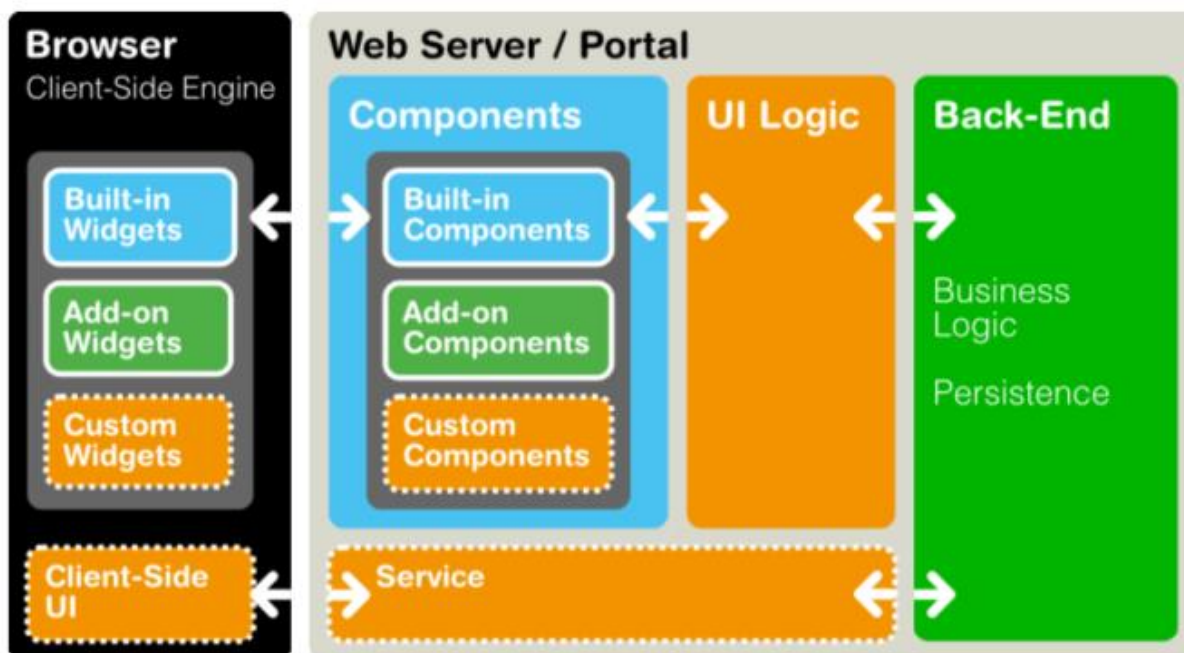 Browser
Client-Side Engine
Built-in
Widgets
Add-on
Widgets
Custom
Widgets
Client-Side
UI
Web Server / Portal
Components
Built-in
Components
Add-on
Components
Custom
Components
UI Logic
Service
Back-End
Business
Logic
Persistence